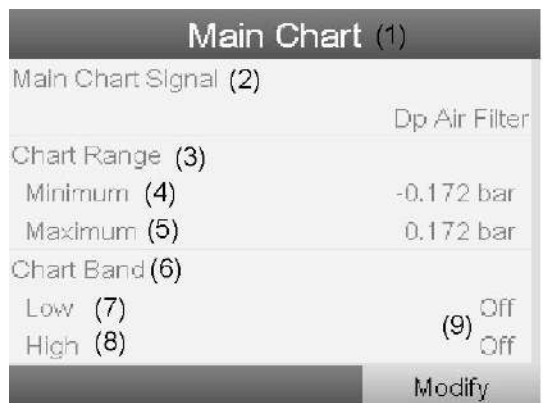 Main Chart (1)
Main Chart Signal (2)
Dp Air Filter
Chart Range (3)
Minimum (4) -0.172 bar
Maximum (5) 0.172 bar
Chart Band (6)
Low (7) Off
(9)
High (8) Off
Modify